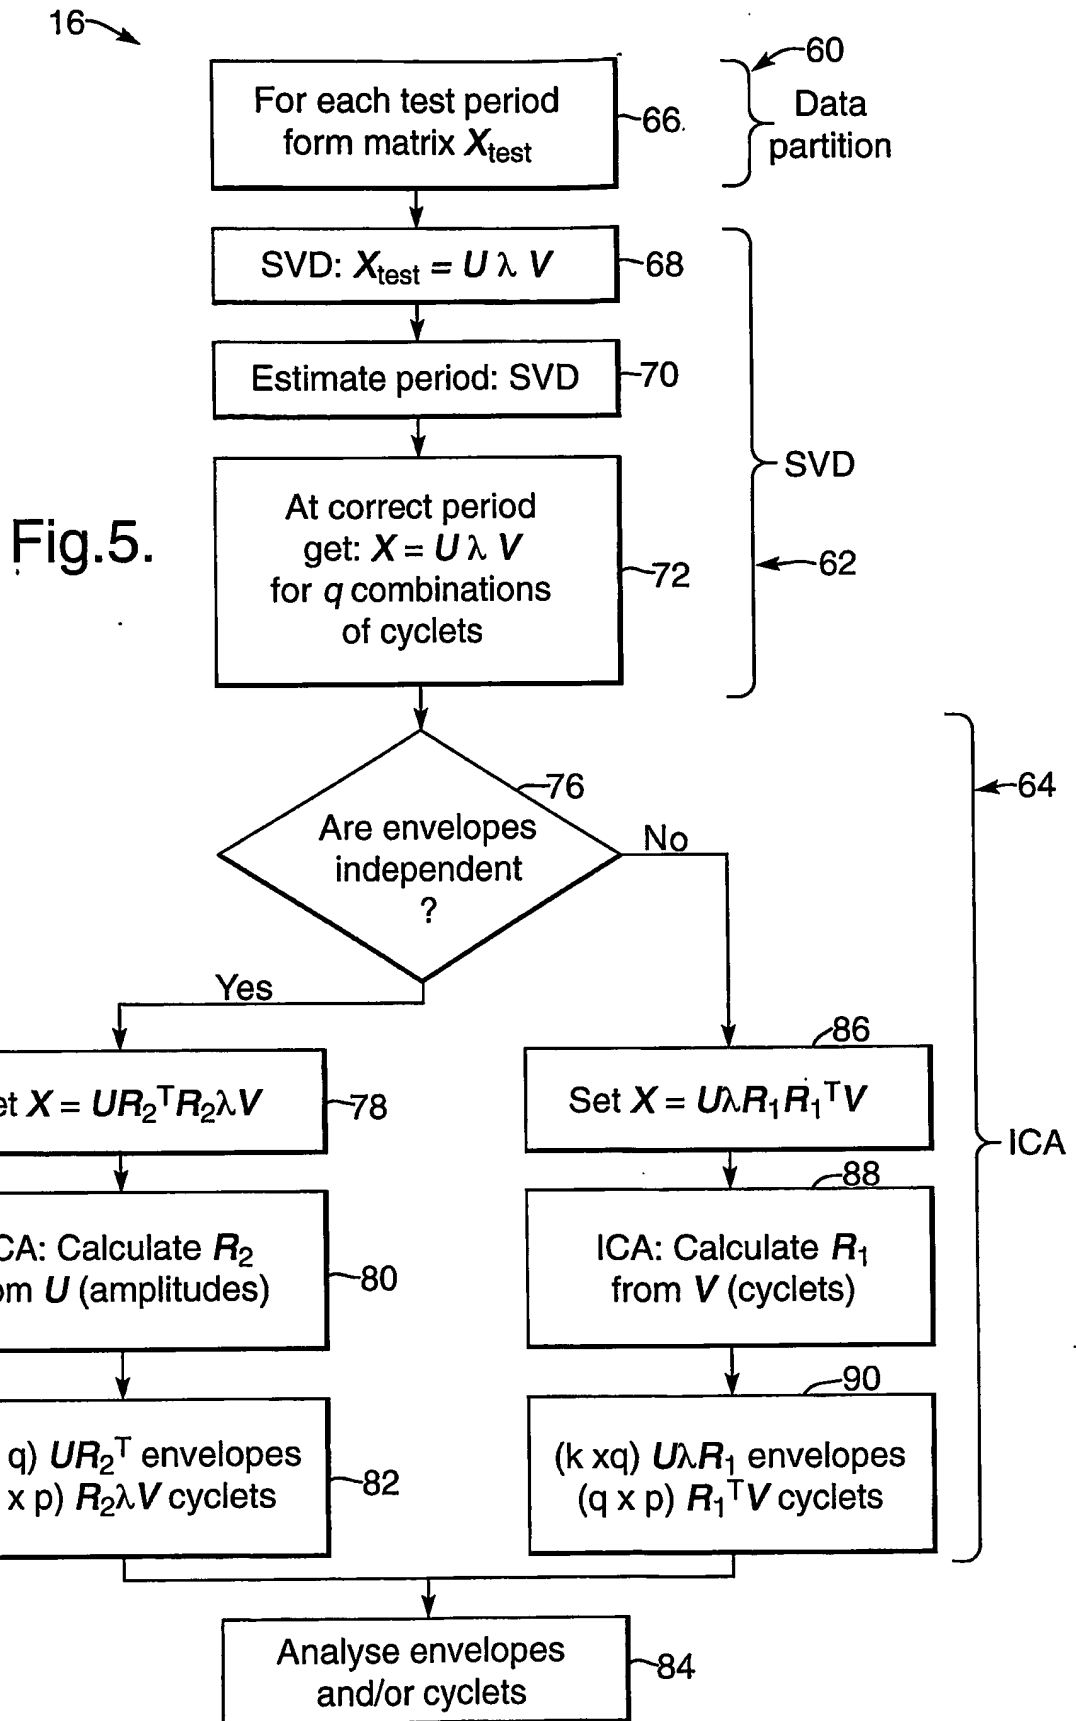 16
60
For each test period
form matrix Xtest
66
Data
partition
SVD: Xtest = U λ V
68
Estimate period: SVD
70
SVD
At correct period
get: X = U λ V
for q combinations
of cyclets
72
62
Fig.5.
64
76
Are envelopes
independent
?
No
Yes
86
et X = UR2ᵀR2λV
78
Set X = UλR1R1ᵀV
ICA
88
CA: Calculate R2
om U (amplitudes)
80
ICA: Calculate R1
from V (cyclets)
90
q) UR2ᵀ envelopes
x p) R2λV cyclets
82
(k xq) UλR1 envelopes
(q x p) R1ᵀV cyclets
Analyse envelopes
and/or cyclets
84